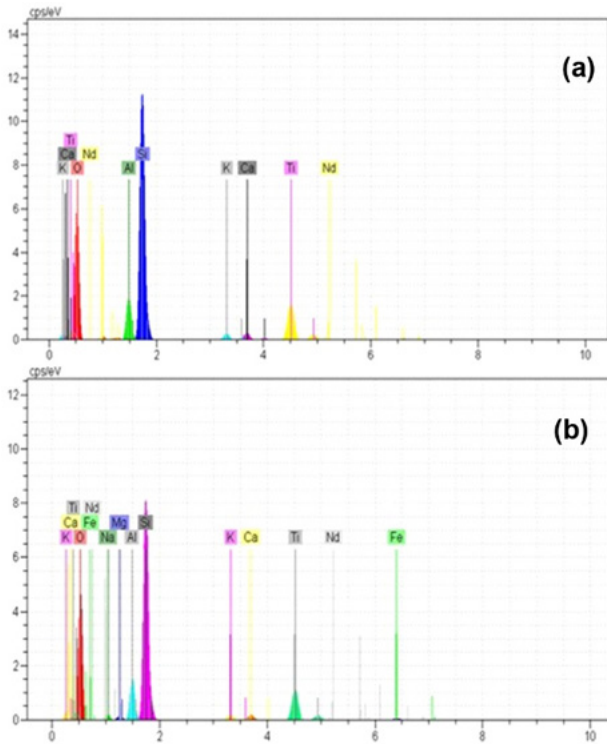 cps/eV
14
12
10
8
6
4
2
0
(a)
Ti
Ca Nd
K O Al Si K Ca Ti Nd
0 2 4 6 8 10
cps/eV
12
10
8
6
4
2
0
(b)
Ti Nd
Ca Fe Mg Si
K O Na Al K Ca Ti Nd Fe
0 2 4 6 8 10